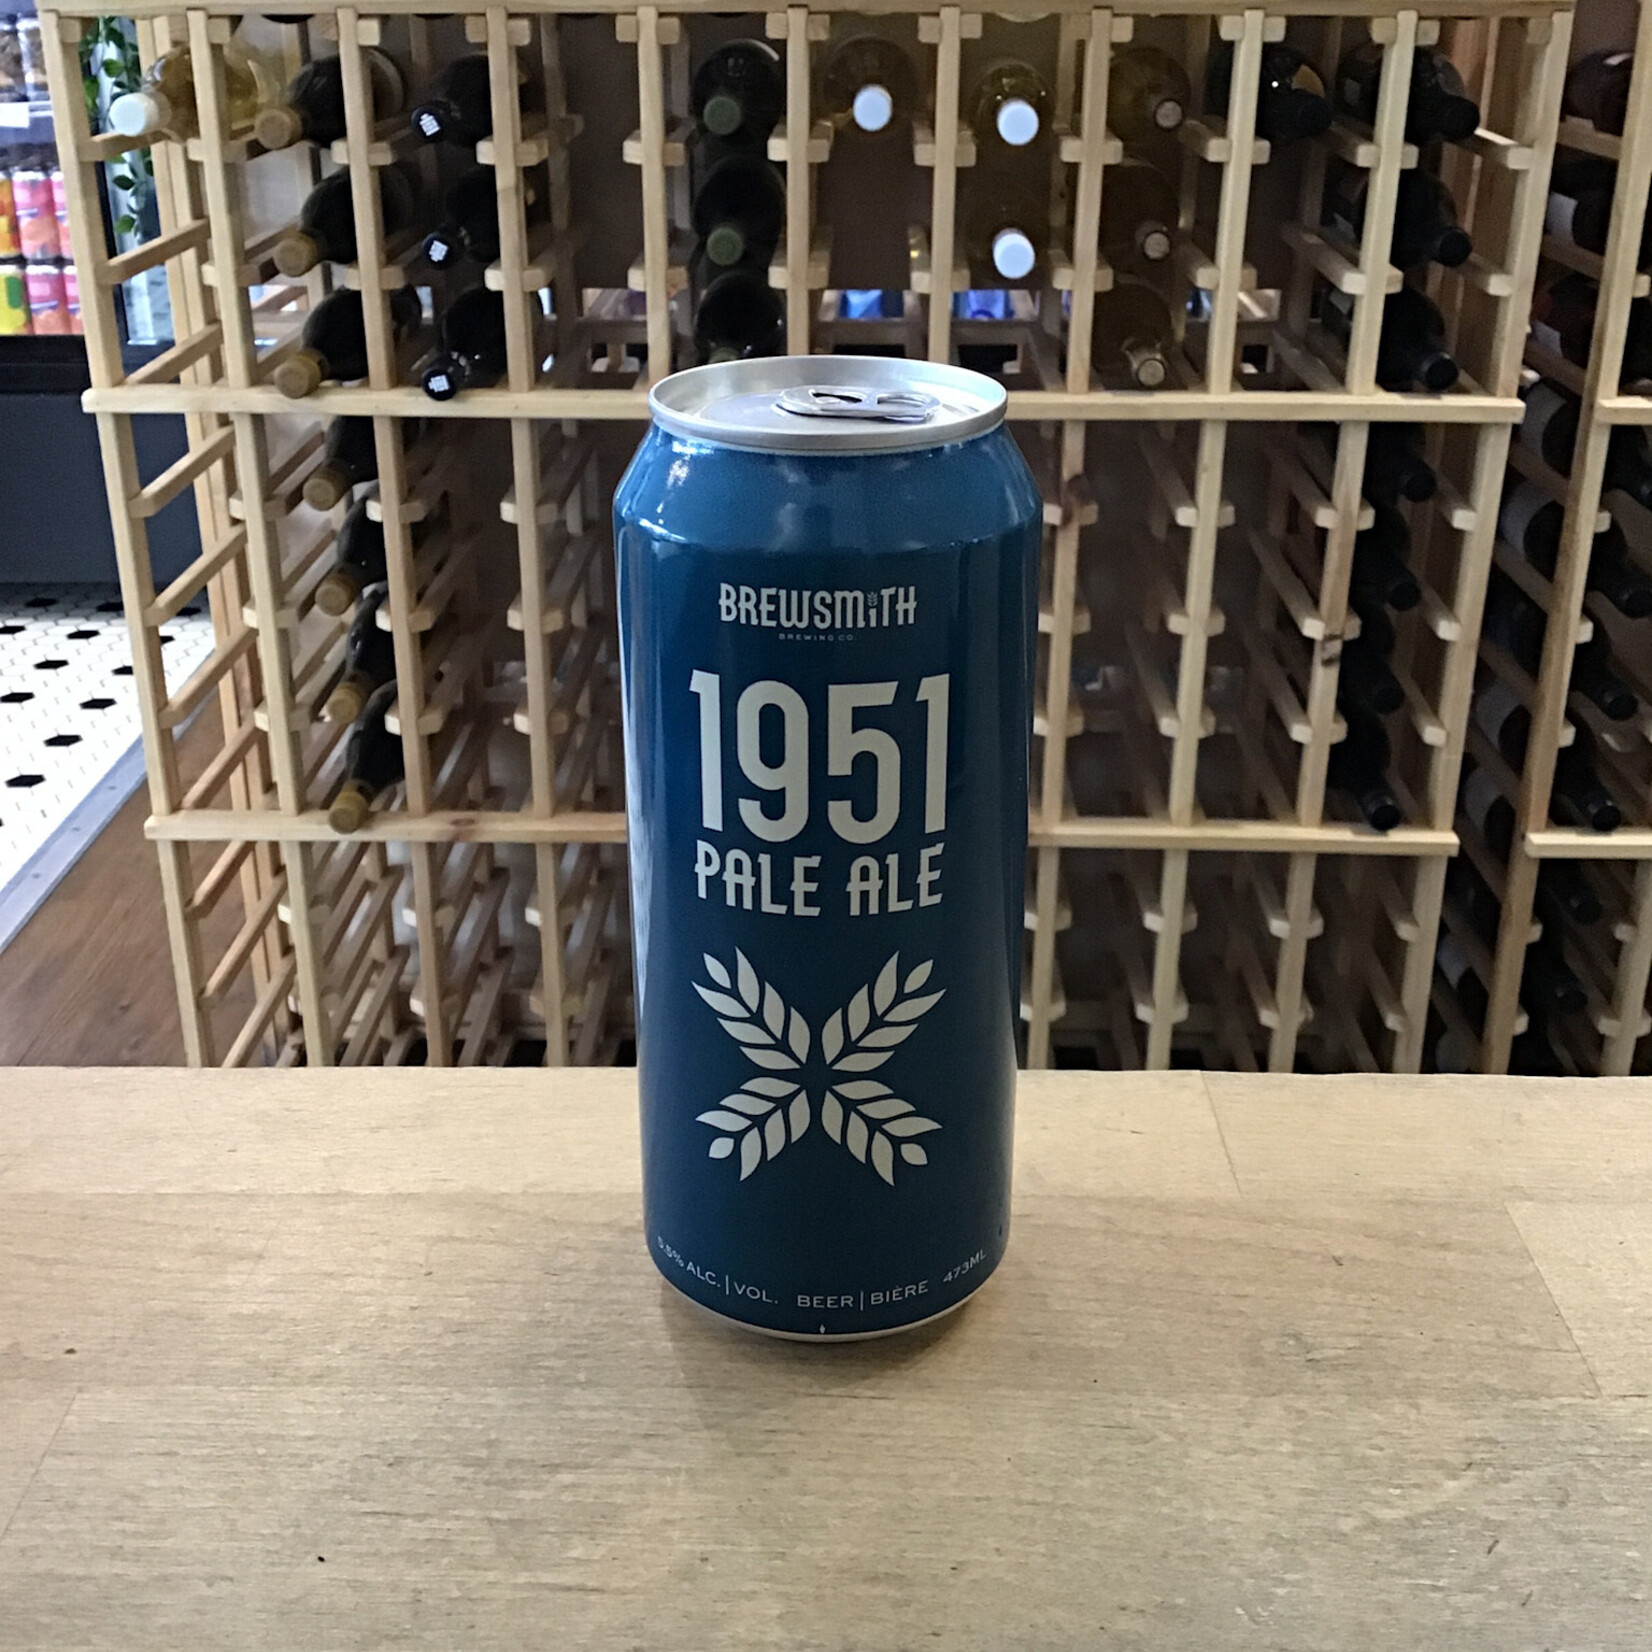 BREWSMiTH
BREWING CO.
1951
PALE ALE
5.5% ALC. | VOL. BEER | BIÈRE 473ML